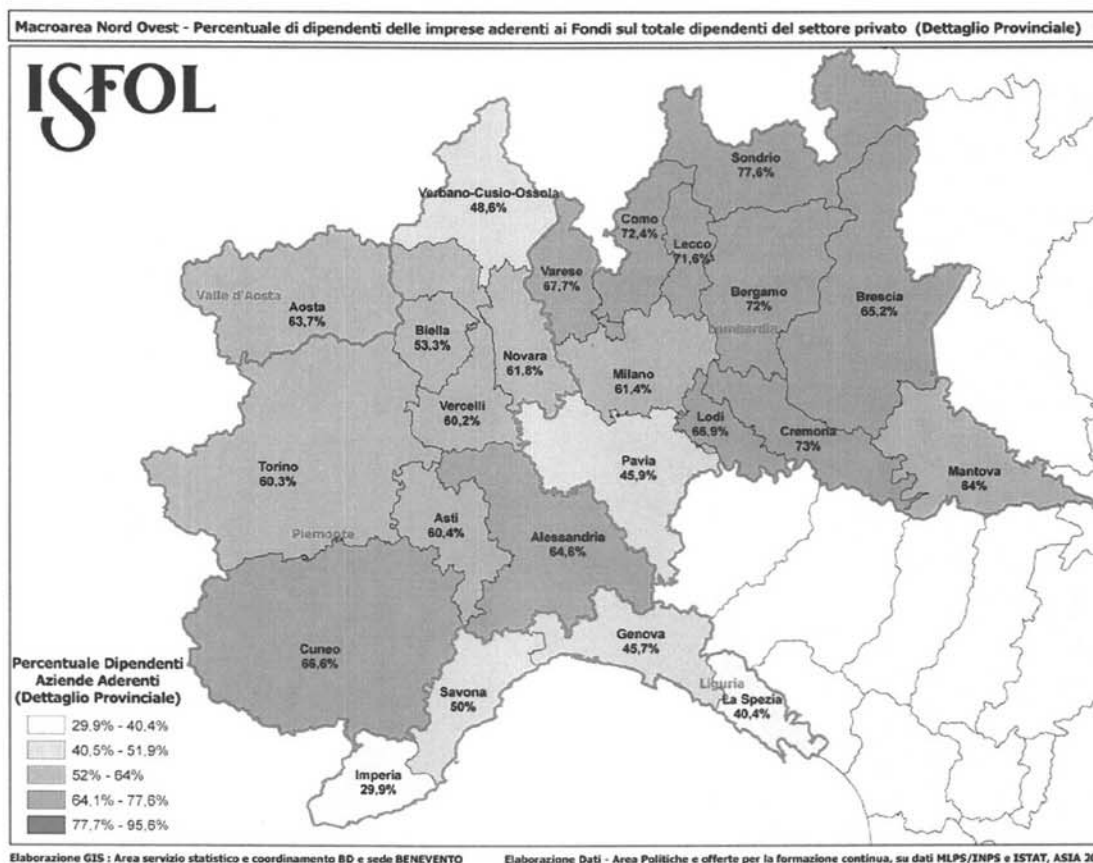 Macroarea Nord Ovest - Percentuale di dipendenti delle imprese aderenti ai Fondi sul totale dipendenti del settore privato (Dettaglio Provinciale)
ISFOL
Sondrio
77,6%
Verbano-Cusio-Ossola
48,6%
Como
72,4%
Lecco
71,6%
Varese
67,7%
Bergamo
72%
Brescia
65,2%
Valle d'Aosta
Aosta
63,7%
Lombardia
Biella
53,3%
Novara
61,8%
Milano
61,4%
Vercelli
60,2%
Lodi
66,9%
Cremona
73%
Pavia
45,9%
Torino
60,3%
Mantova
64%
Asti
60,4%
Piemonte
Alessandria
64,6%
Genova
45,7%
Cuneo
66,6%
Liguria
La Spezia
40,4%
Savona
50%
Imperia
29,9%
Percentuale Dipendenti
Aziende Aderenti
(Dettaglio Provinciale)
29.9% - 40.4%
40,5% - 51.9%
52% - 64%
64.1% - 77,6%
77,7% - 95,6%
Elaborazione GIS : Area servizio statistico e coordinamento BD e sede BENEVENTO
Elaborazione Dati - Area Politiche e offerte per la formazione continua, su dati MLPS/INPS e ISTAT, ASIA